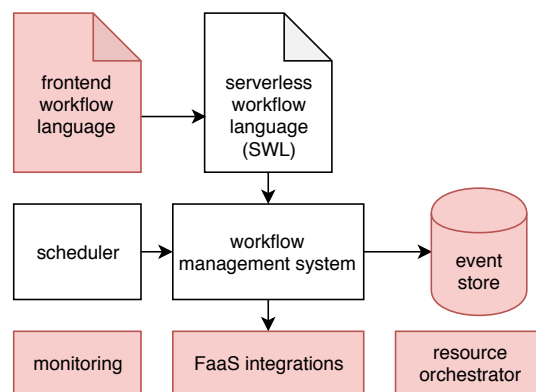 frontend
workflow
language
serverless
workflow
language
(SWL)
scheduler
workflow
management system
event
store
monitoring
FaaS integrations
resource
orchestrator